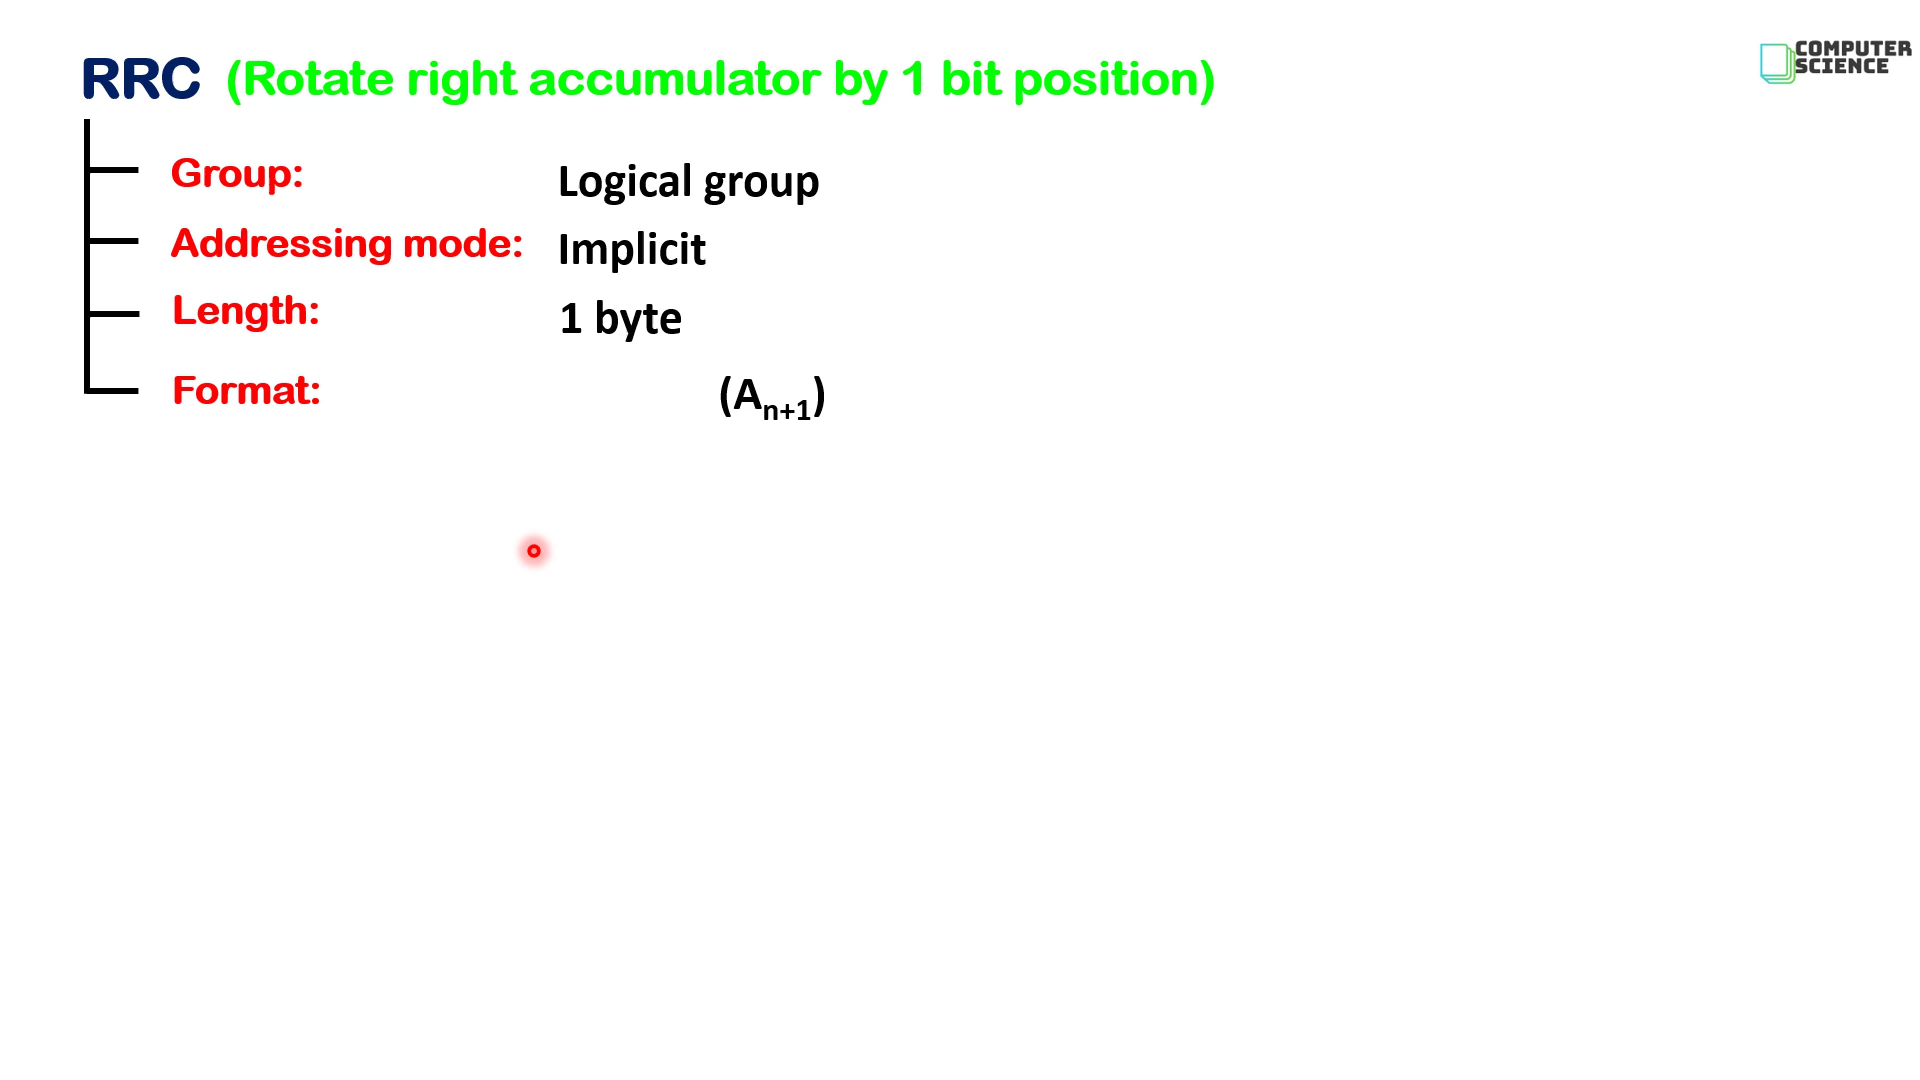 RRC (Rotate right accumulator by 1 bit position)
COMPUTER
SCIENCE
Group: Logical group
Addressing mode: Implicit
Length: 1 byte
Format: (Aₙ₊₁)